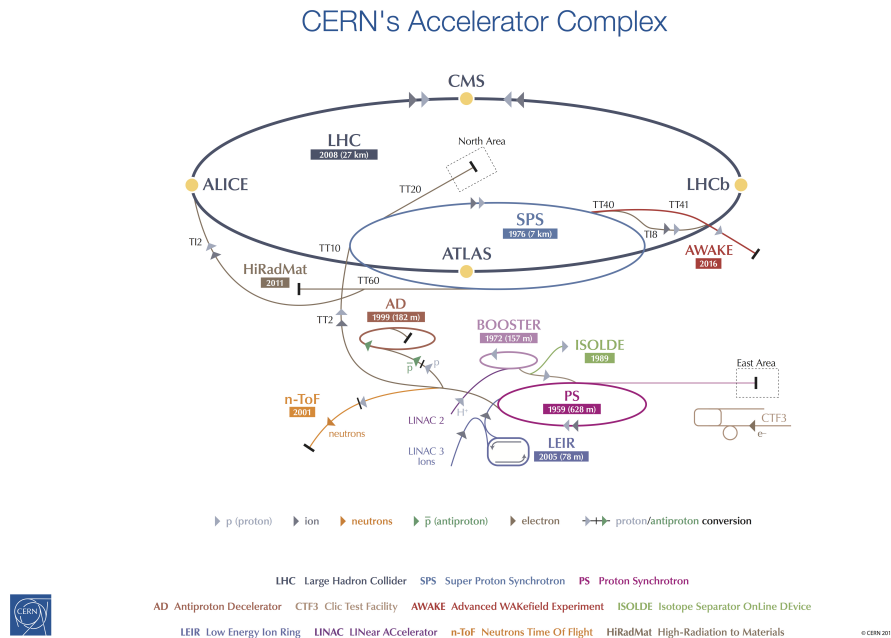 CERN's Accelerator Complex
CMS
LHC
2008 (27 km)
North Area
ALICE
LHCb
TT20
TT40
TT41
SPS
1976 (7 km)
TI8
TI2
TT10
ATLAS
AWAKE
2016
HiRadMat
2011
TT60
AD
1999 (182 m)
TT2
BOOSTER
1972 (157 m)
ISOLDE
1989
p
p̅
East Area
n-ToF
2001
PS
1959 (628 m)
LINAC 2
H⁺
neutrons
CTF3
e-
LEIR
2005 (78 m)
LINAC 3
Ions
p (proton) ion neutrons p̅ (antiproton) electron proton/antiproton conversion
LHC Large Hadron Collider SPS Super Proton Synchrotron PS Proton Synchrotron
AD Antiproton Decelerator CTF3 Clic Test Facility AWAKE Advanced WAKefield Experiment ISOLDE Isotope Separator OnLine DEvice
LEIR Low Energy Ion Ring LINAC LINear ACcelerator n-ToF Neutrons Time Of Flight HiRadMat High-Radiation to Materials
CERN
© CERN 201